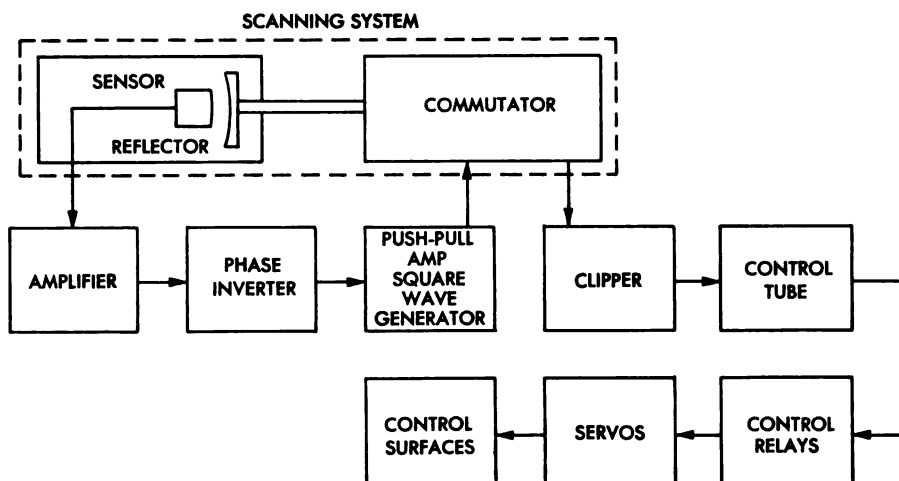 SCANNING SYSTEM
SENSOR
REFLECTOR
COMMUTATOR
AMPLIFIER
PHASE
INVERTER
PUSH-PULL
AMP
SQUARE
WAVE
GENERATOR
CLIPPER
CONTROL
TUBE
CONTROL
SURFACES
SERVOS
CONTROL
RELAYS